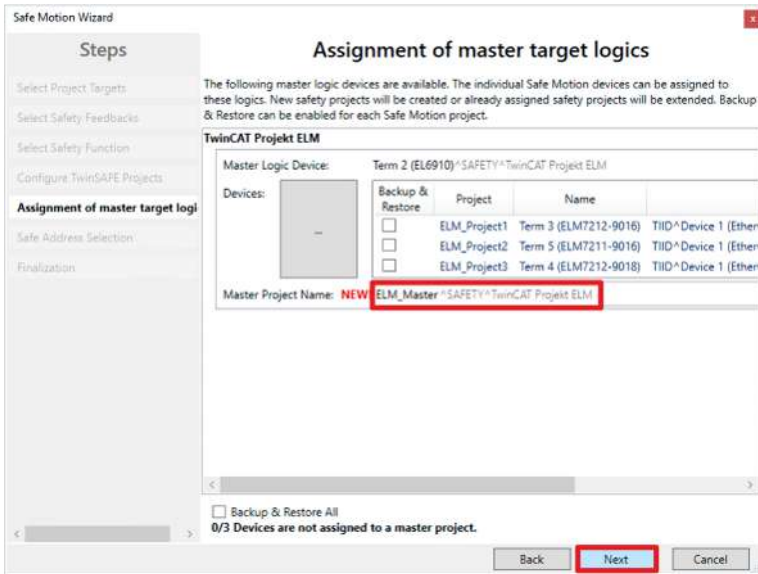 Safe Motion Wizard
x
Steps
Select Project Targets
Select Safety Feedbacks
Select Safety Function
Configure TwinSAFE Projects
Assignment of master target logi
Safe Address Selection
Finalization
Assignment of master target logics
The following master logic devices are available. The individual Safe Motion devices can be assigned to
these logics. New safety projects will be created or already assigned safety projects will be extended. Backup
& Restore can be enabled for each Safe Motion project.
TwinCAT Projekt ELM
Master Logic Device: Term 2 (EL6910)^SAFETY^TwinCAT Projekt ELM
Devices:
Backup & Restore Project Name
ELM_Project1 Term 3 (ELM7212-9016) TIID^Device 1 (Ether
ELM_Project2 Term 5 (ELM7211-9016) TIID^Device 1 (Ether
ELM_Project3 Term 4 (ELM7212-9018) TIID^Device 1 (Ether
Master Project Name: NEW! ELM_Master^SAFETY^TwinCAT Projekt ELM
Backup & Restore All
0/3 Devices are not assigned to a master project.
Back Next Cancel